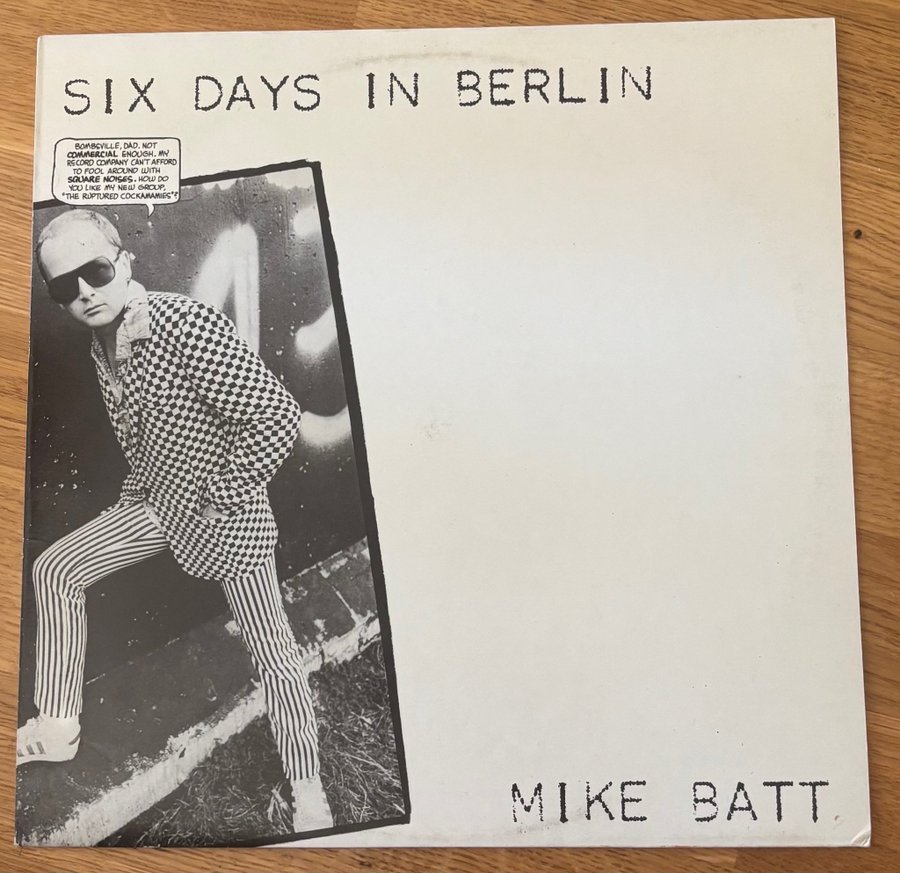 SIX DAYS IN BERLIN
BOMBSVILLE, DAD. NOT
COMMERCIAL ENOUGH. MY
RECORD COMPANY CAN'T AFFORD
TO FOOL AROUND WITH
SQUARE NOISES. HOW DO
YOU LIKE MY NEW GROUP,
"THE RUPTURED COCKAMAMIES"?
MIKE BATT